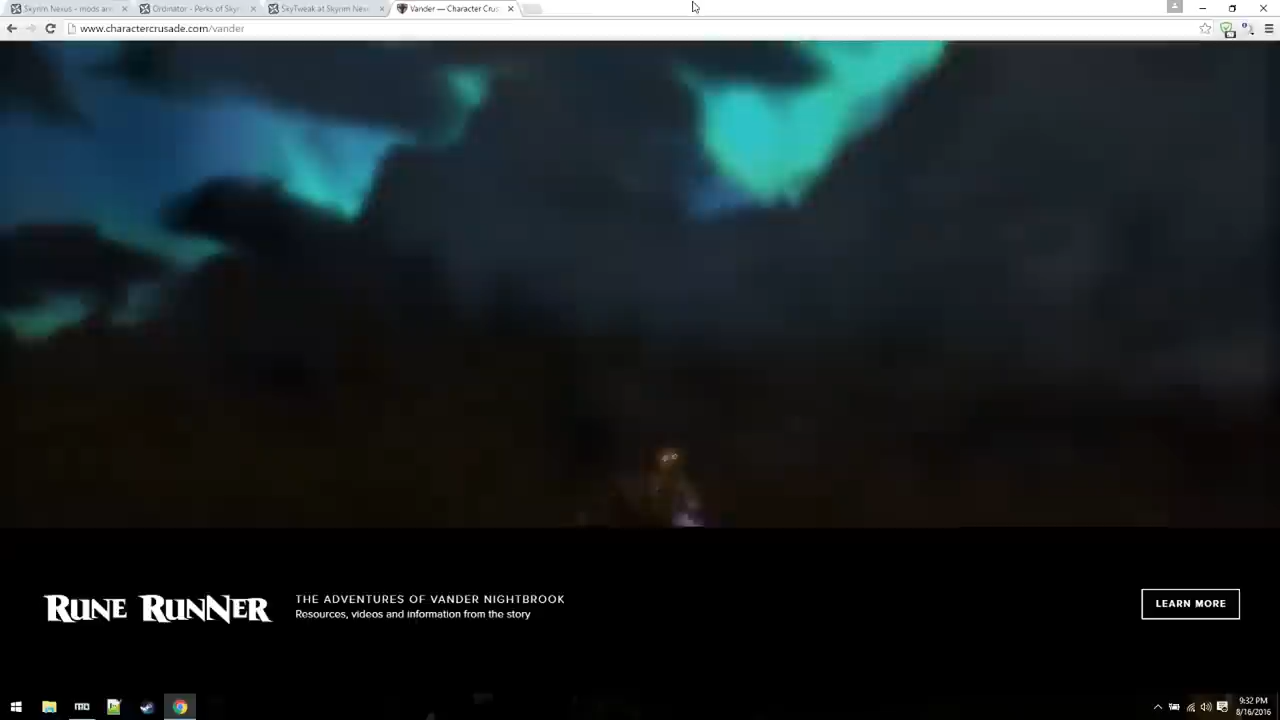 Skyrim Nexus - mods an
Ordinator - Perks of Skyr
SkyTweak at Skyrim Nex
Vander — Character Crus
www.charactercrusade.com/vander
RUNE RUNNER
THE ADVENTURES OF VANDER NIGHTBROOK
Resources, videos and information from the story
LEARN MORE
9:32 PM
8/16/2016